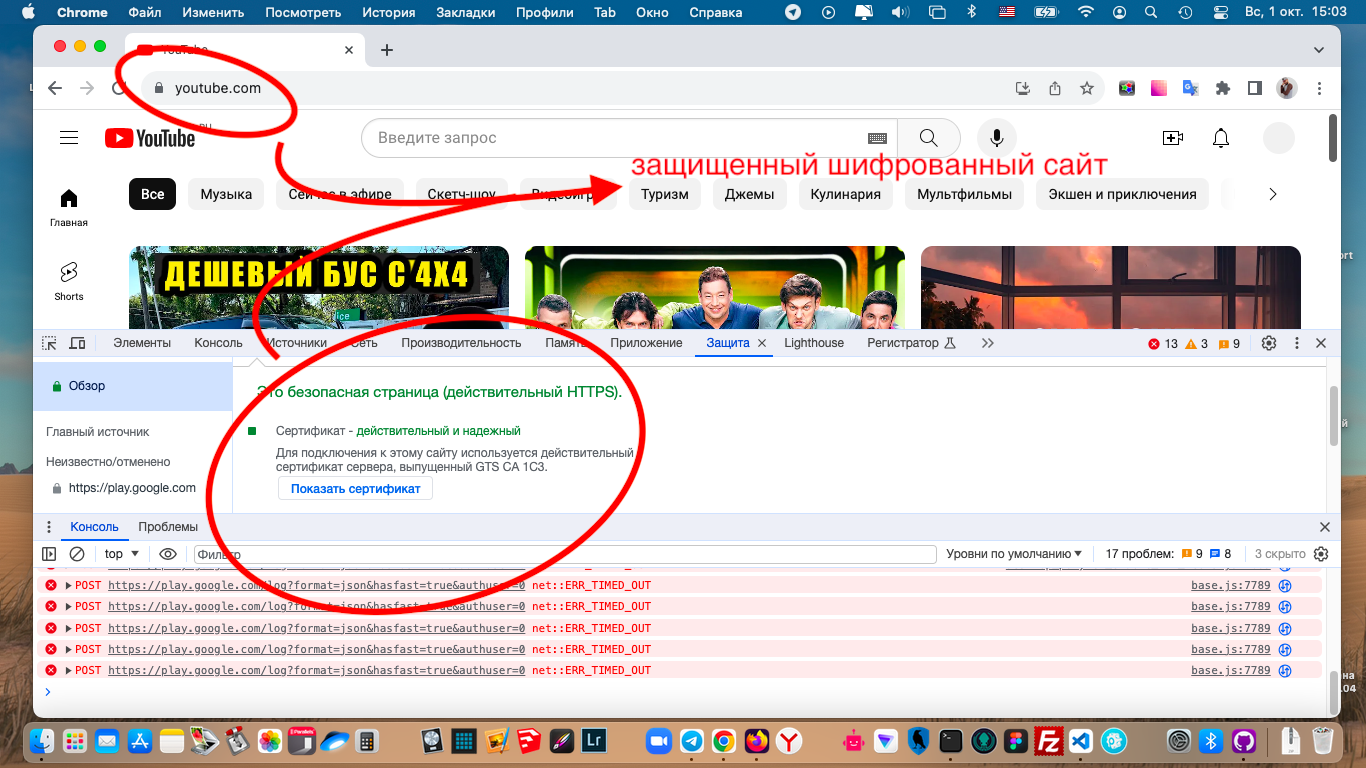 Chrome Файл Изменить Посмотреть История Закладки Профили Tab Окно Справка Вс, 1 окт. 15:03
YouTube
youtube.com
YouTube RU
Введите запрос
защищенный шифрованный сайт
Все Музыка Сейчас в эфире Скетч-шоу Видеоигры Туризм Джемы Кулинария Мультфильмы Экшен и приключения
Главная
Shorts
ДЕШЕВЫЙ БУС С 4X4
Ice
Элементы Консоль Источники Сеть Производительность Память Приложение Защита Lighthouse Регистратор 13 3 9
Обзор
Главный источник
Неизвестно/отменено
https://play.google.com
Это безопасная страница (действительный HTTPS).
Сертификат - действительный и надежный
Для подключения к этому сайту используется действительный
сертификат сервера, выпущенный GTS CA 1C3.
Показать сертификат
Консоль Проблемы
top Фильтр Уровни по умолчанию 17 проблем: 9 8 3 скрыто
POST https://play.google.com/log?format=json&hasfast=true&authuser=0 net::ERR_TIMED_OUT base.js:7789
POST https://play.google.com/log?format=json&hasfast=true&authuser=0 net::ERR_TIMED_OUT base.js:7789
POST https://play.google.com/log?format=json&hasfast=true&authuser=0 net::ERR_TIMED_OUT base.js:7789
POST https://play.google.com/log?format=json&hasfast=true&authuser=0 net::ERR_TIMED_OUT base.js:7789
POST https://play.google.com/log?format=json&hasfast=true&authuser=0 net::ERR_TIMED_OUT base.js:7789
Lr